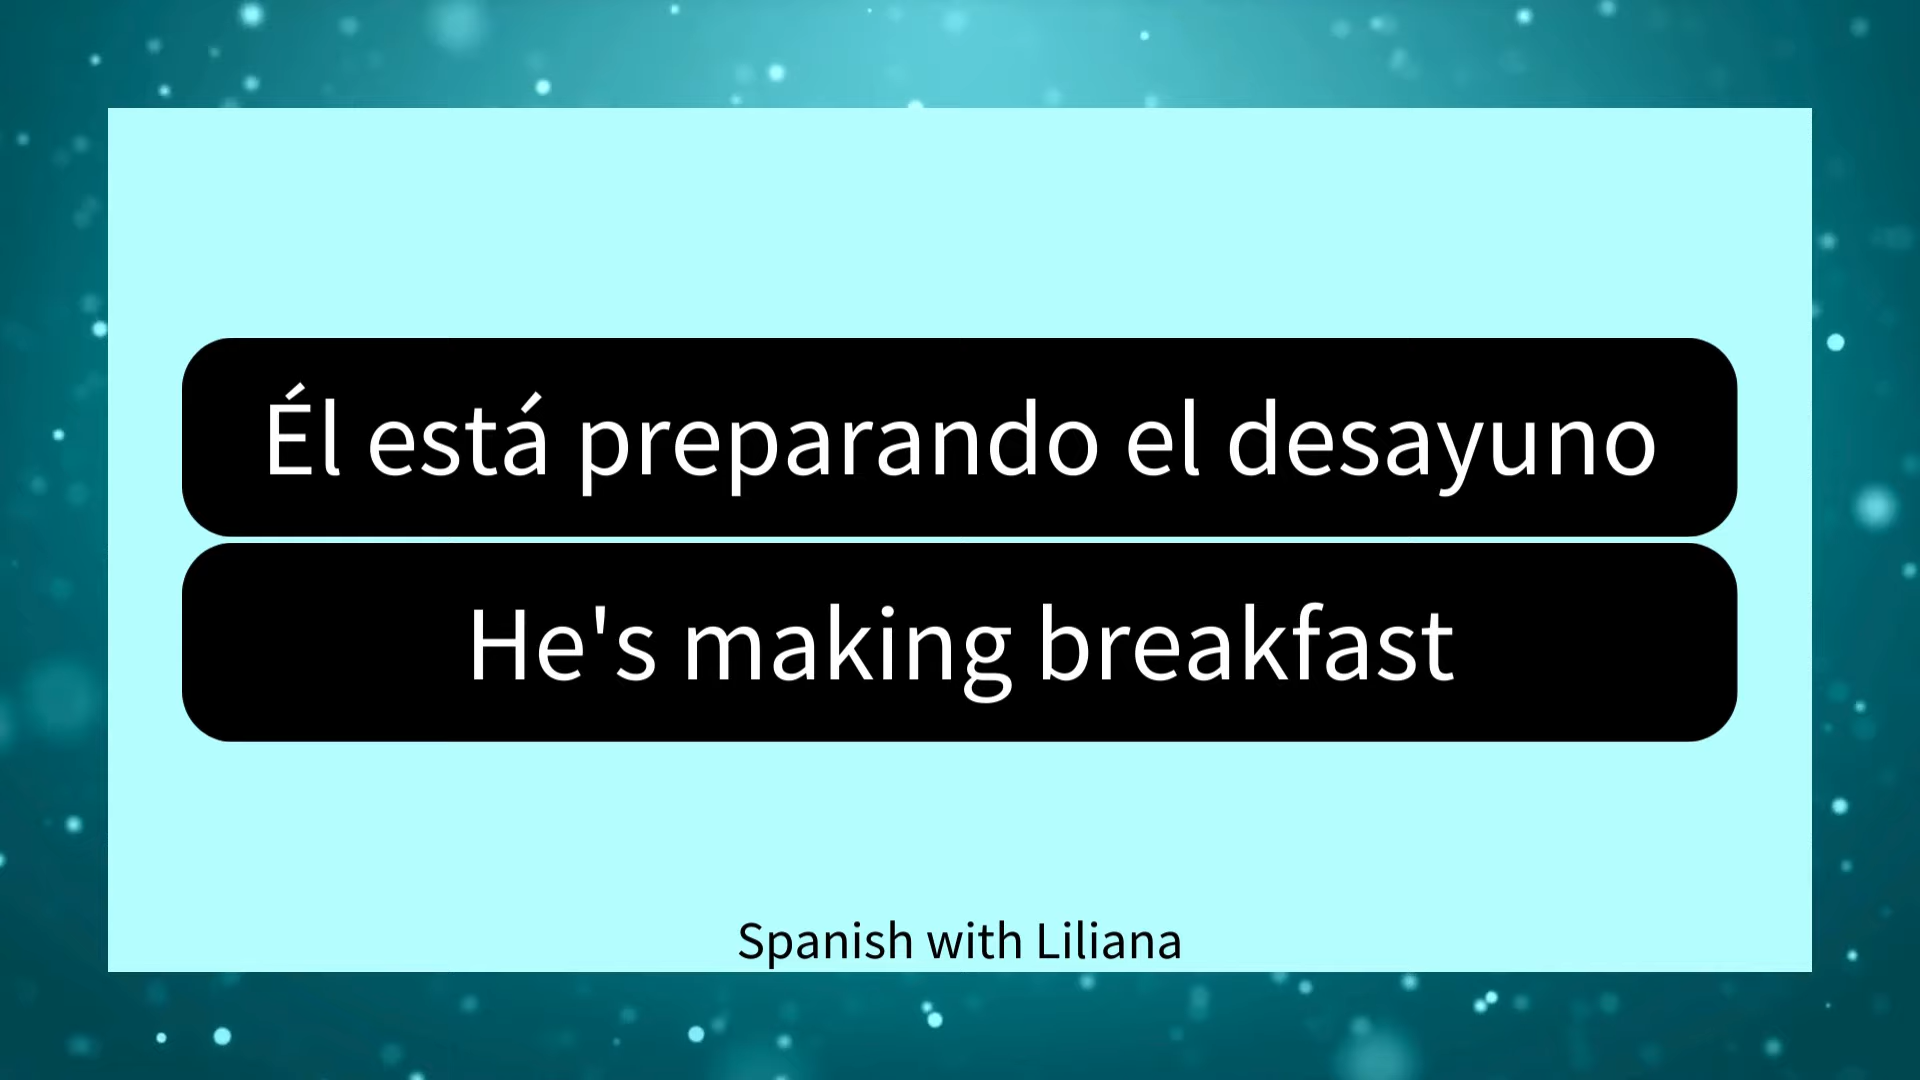 Él está preparando el desayuno
He's making breakfast
Spanish with Liliana